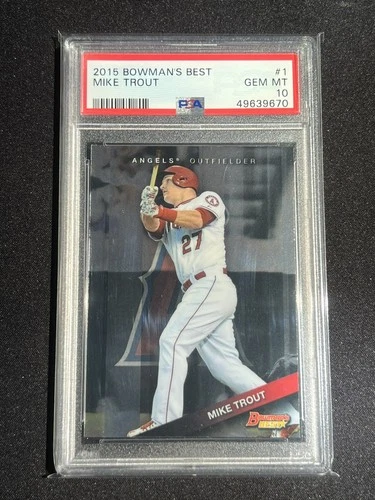 2015 BOWMAN'S BEST #1
MIKE TROUT GEM MT
10
PSA 49639670
ANGELS® OUTFIELDER
27
MIKE TROUT
Bowman's
BEST